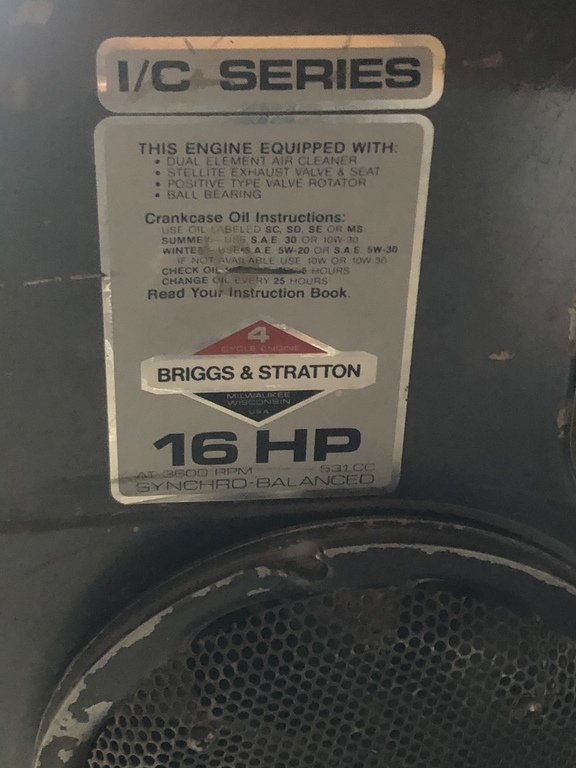 I/C SERIES
THIS ENGINE EQUIPPED WITH:
• DUAL ELEMENT AIR CLEANER
• STELLITE EXHAUST VALVE & SEAT
• POSITIVE TYPE VALVE ROTATOR
• BALL BEARING
Crankcase Oil Instructions:
USE OIL LABELED SC, SD, SE OR MS
SUMMER - USE S.A.E. 30 OR 10W-30
WINTER - USE S.A.E. 5W-20 OR S.A.E. 5W-30
IF NOT AVAILABLE USE 10W OR 10W-30
CHECK OIL HOURS
CHANGE OIL EVERY 25 HOURS
Read Your Instruction Book.
4
CYCLE ENGINE
BRIGGS & STRATTON
MILWAUKEE
WISCONSIN
USA
16 HP
AT 3600 RPM 531 CC
SYNCHRO-BALANCED